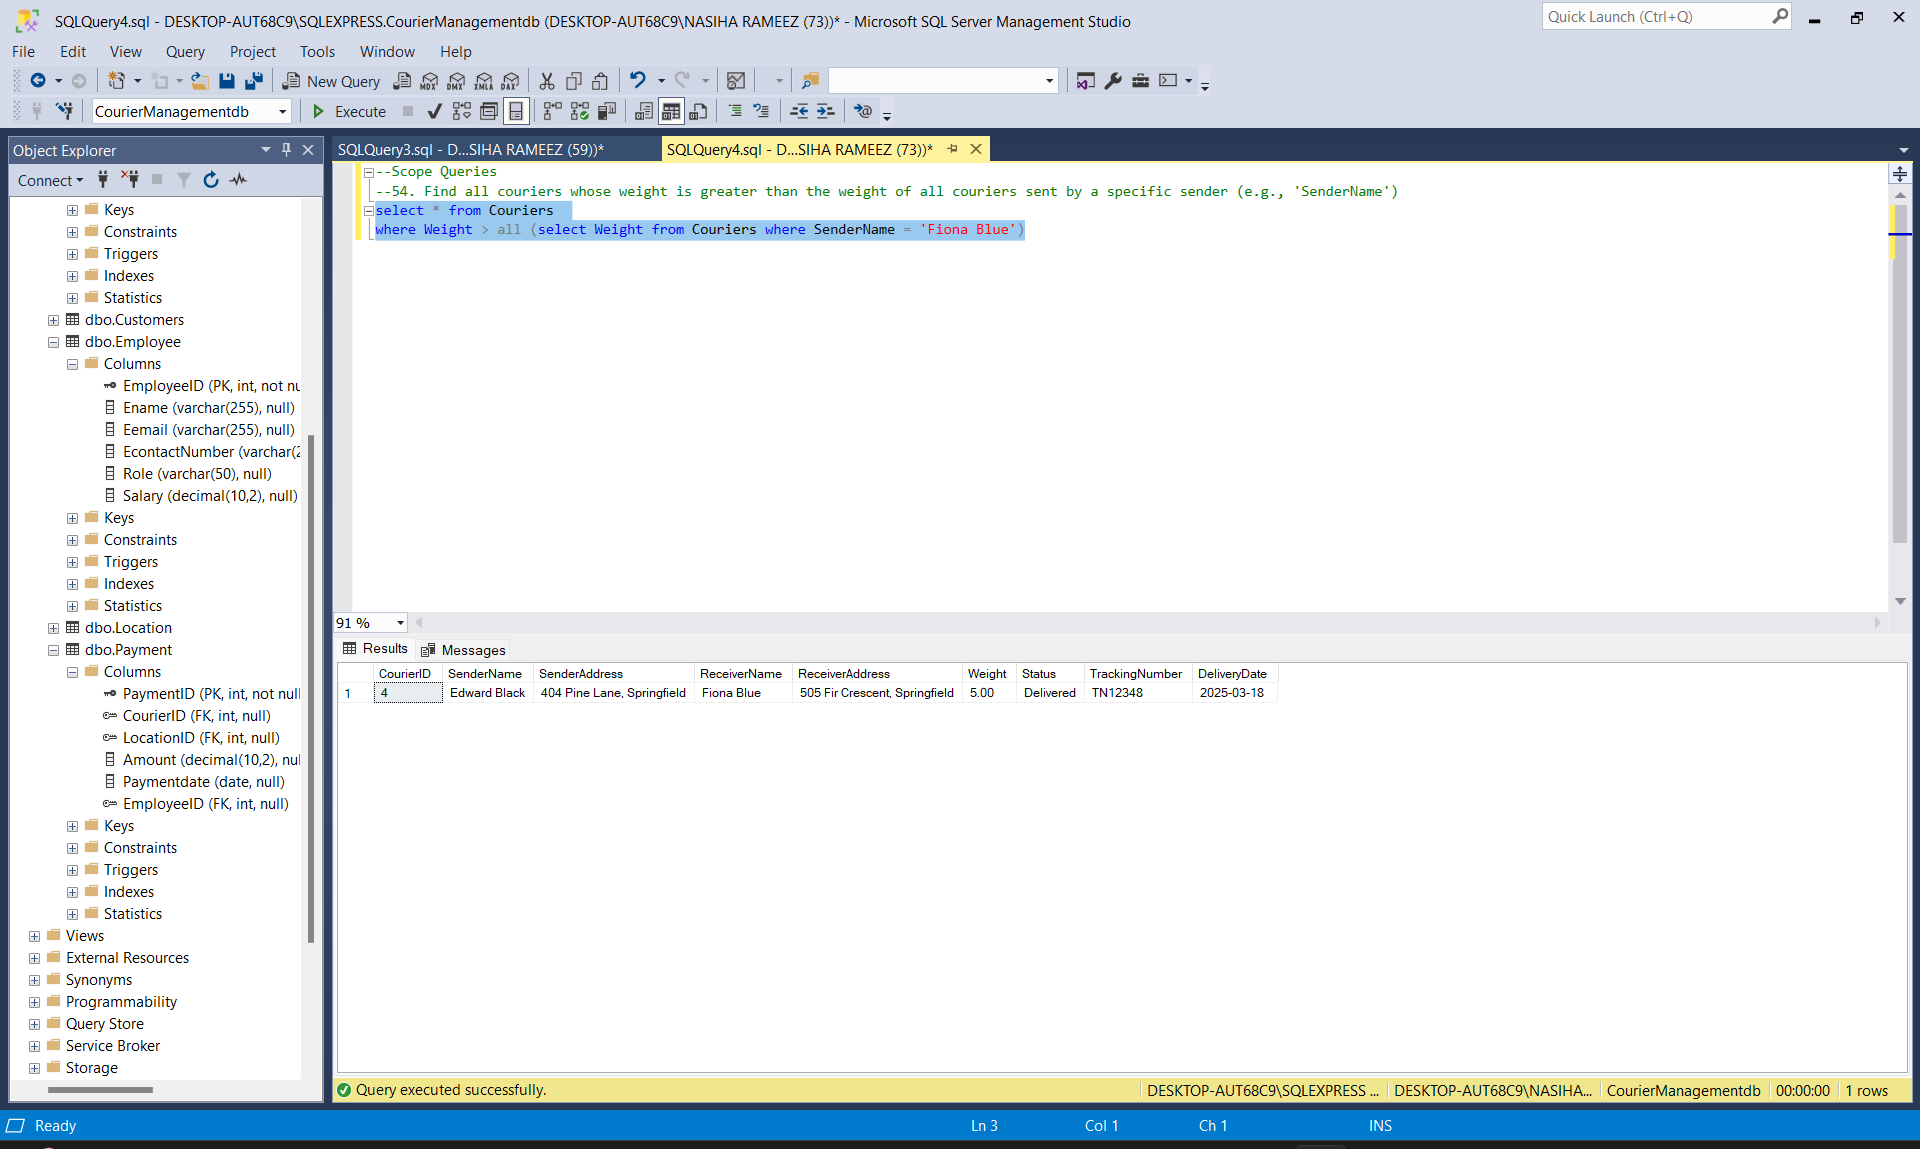 SQLQuery4.sql - DESKTOP-AUT68C9\SQLEXPRESS.CourierManagementdb (DESKTOP-AUT68C9\NASIHA RAMEEZ (73))* - Microsoft SQL Server Management Studio
Quick Launch (Ctrl+Q)
File Edit View Query Project Tools Window Help
New Query MDX DMX XMLA DAX
CourierManagementdb Execute
Object Explorer
SQLQuery3.sql - D...SIHA RAMEEZ (59))* SQLQuery4.sql - D...SIHA RAMEEZ (73))*
Connect
Keys
Constraints
Triggers
Indexes
Statistics
dbo.Customers
dbo.Employee
Columns
EmployeeID (PK, int, not nu
Ename (varchar(255), null)
Eemail (varchar(255), null)
EcontactNumber (varchar(2
Role (varchar(50), null)
Salary (decimal(10,2), null)
Keys
Constraints
Triggers
Indexes
Statistics
dbo.Location
dbo.Payment
Columns
PaymentID (PK, int, not null
CourierID (FK, int, null)
LocationID (FK, int, null)
Amount (decimal(10,2), nul
Paymentdate (date, null)
EmployeeID (FK, int, null)
Keys
Constraints
Triggers
Indexes
Statistics
Views
External Resources
Synonyms
Programmability
Query Store
Service Broker
Storage
--Scope Queries
--54. Find all couriers whose weight is greater than the weight of all couriers sent by a specific sender (e.g., 'SenderName')
select * from Couriers
where Weight > all (select Weight from Couriers where SenderName = 'Fiona Blue')
91 %
Results Messages
CourierID SenderName SenderAddress ReceiverName ReceiverAddress Weight Status TrackingNumber DeliveryDate
1 4 Edward Black 404 Pine Lane, Springfield Fiona Blue 505 Fir Crescent, Springfield 5.00 Delivered TN12348 2025-03-18
Query executed successfully. DESKTOP-AUT68C9\SQLEXPRESS ... DESKTOP-AUT68C9\NASIHA... CourierManagementdb 00:00:00 1 rows
Ready Ln 3 Col 1 Ch 1 INS